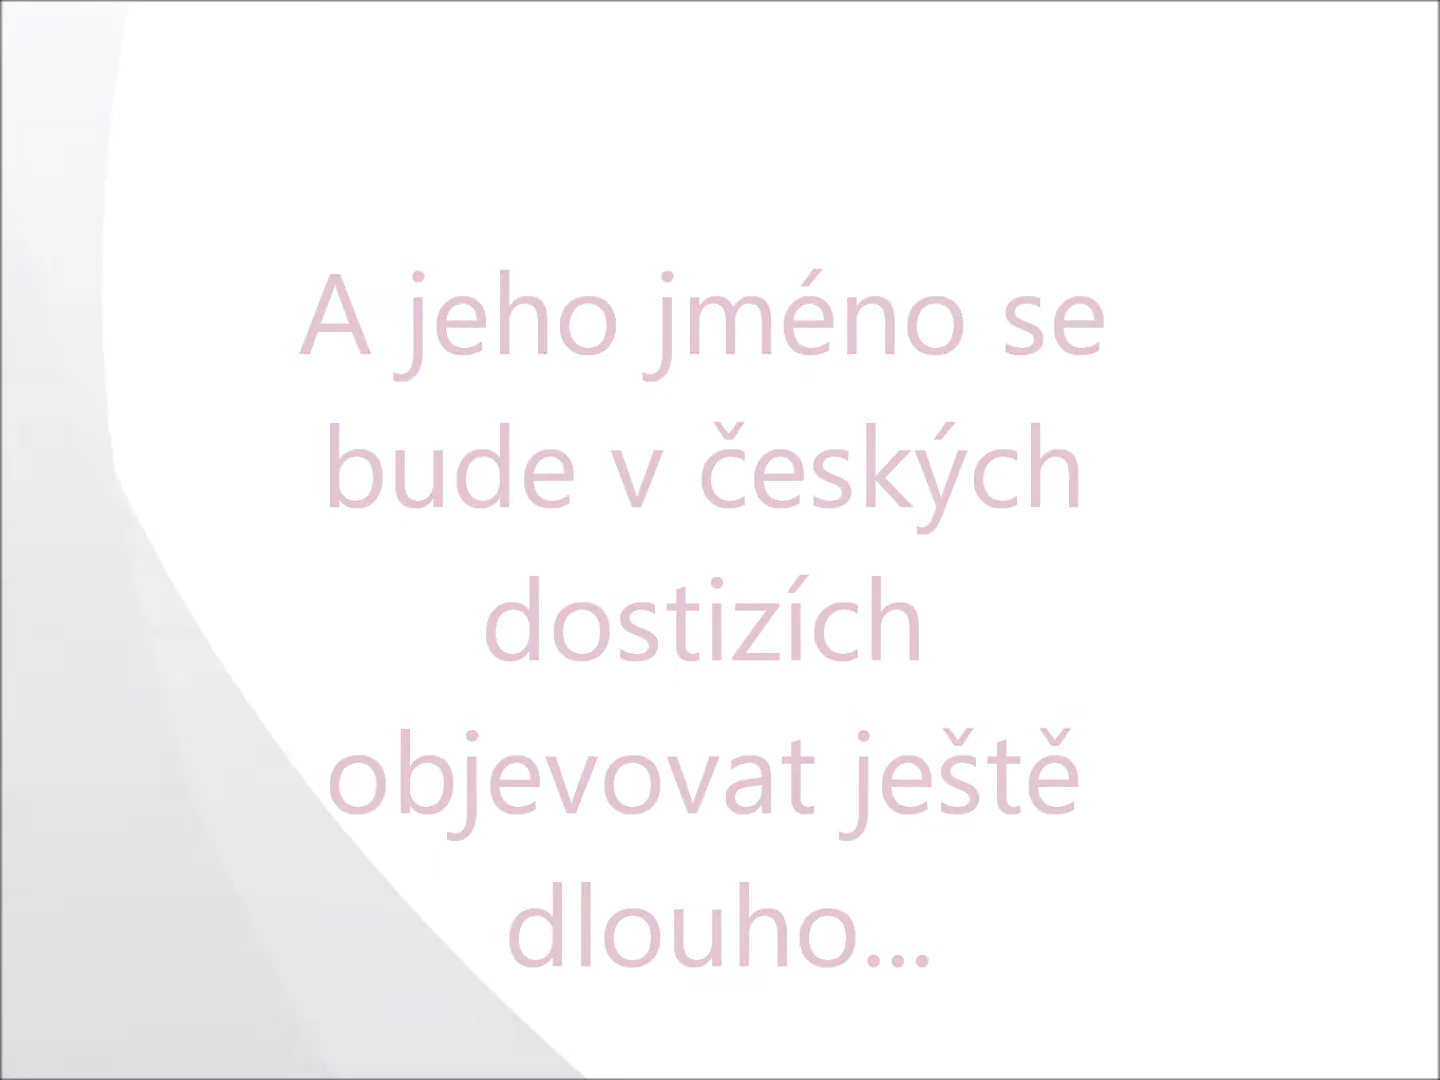 A jeho jméno se
bude v českých
dostizích
objevovat ještě
dlouho...